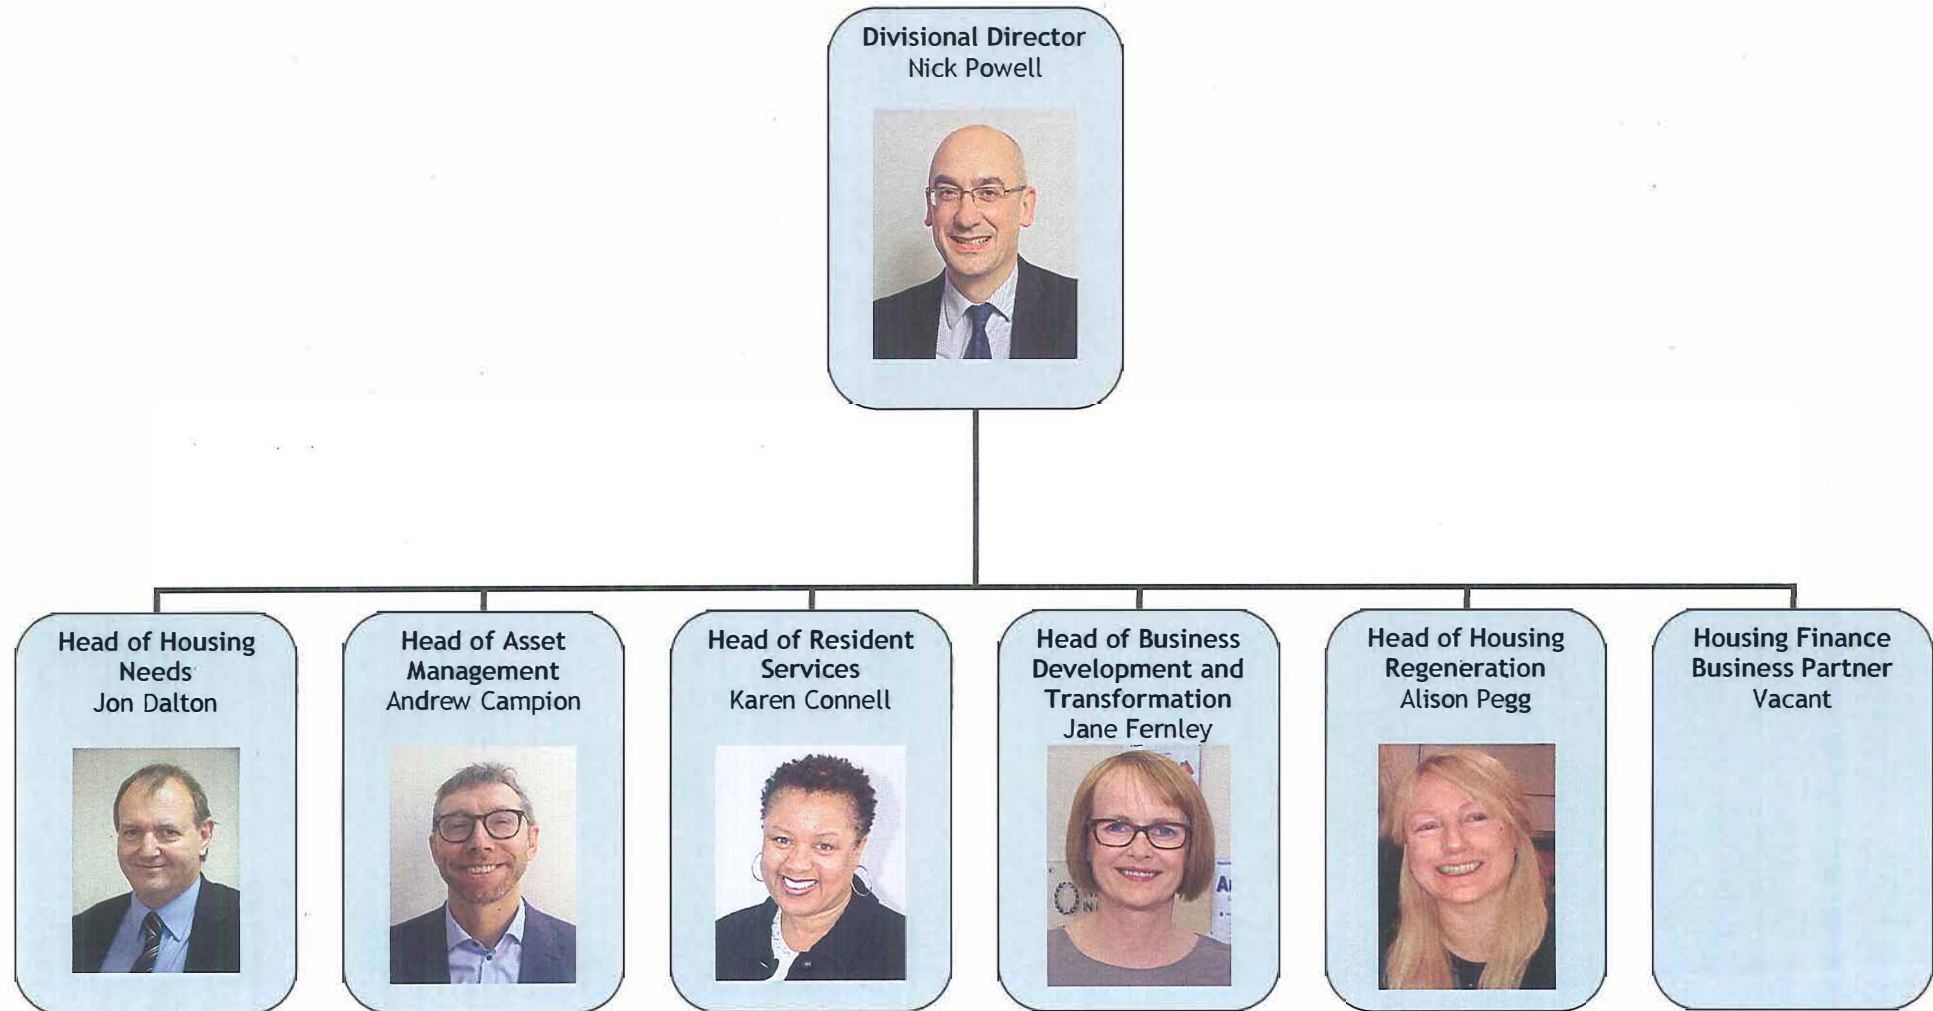 Divisional Director
Nick Powell
Head of Housing
Needs
Jon Dalton
Head of Asset
Management
Andrew Campion
Head of Resident
Services
Karen Connell
Head of Business
Development and
Transformation
Jane Fernley
Head of Housing
Regeneration
Alison Pegg
Housing Finance
Business Partner
Vacant